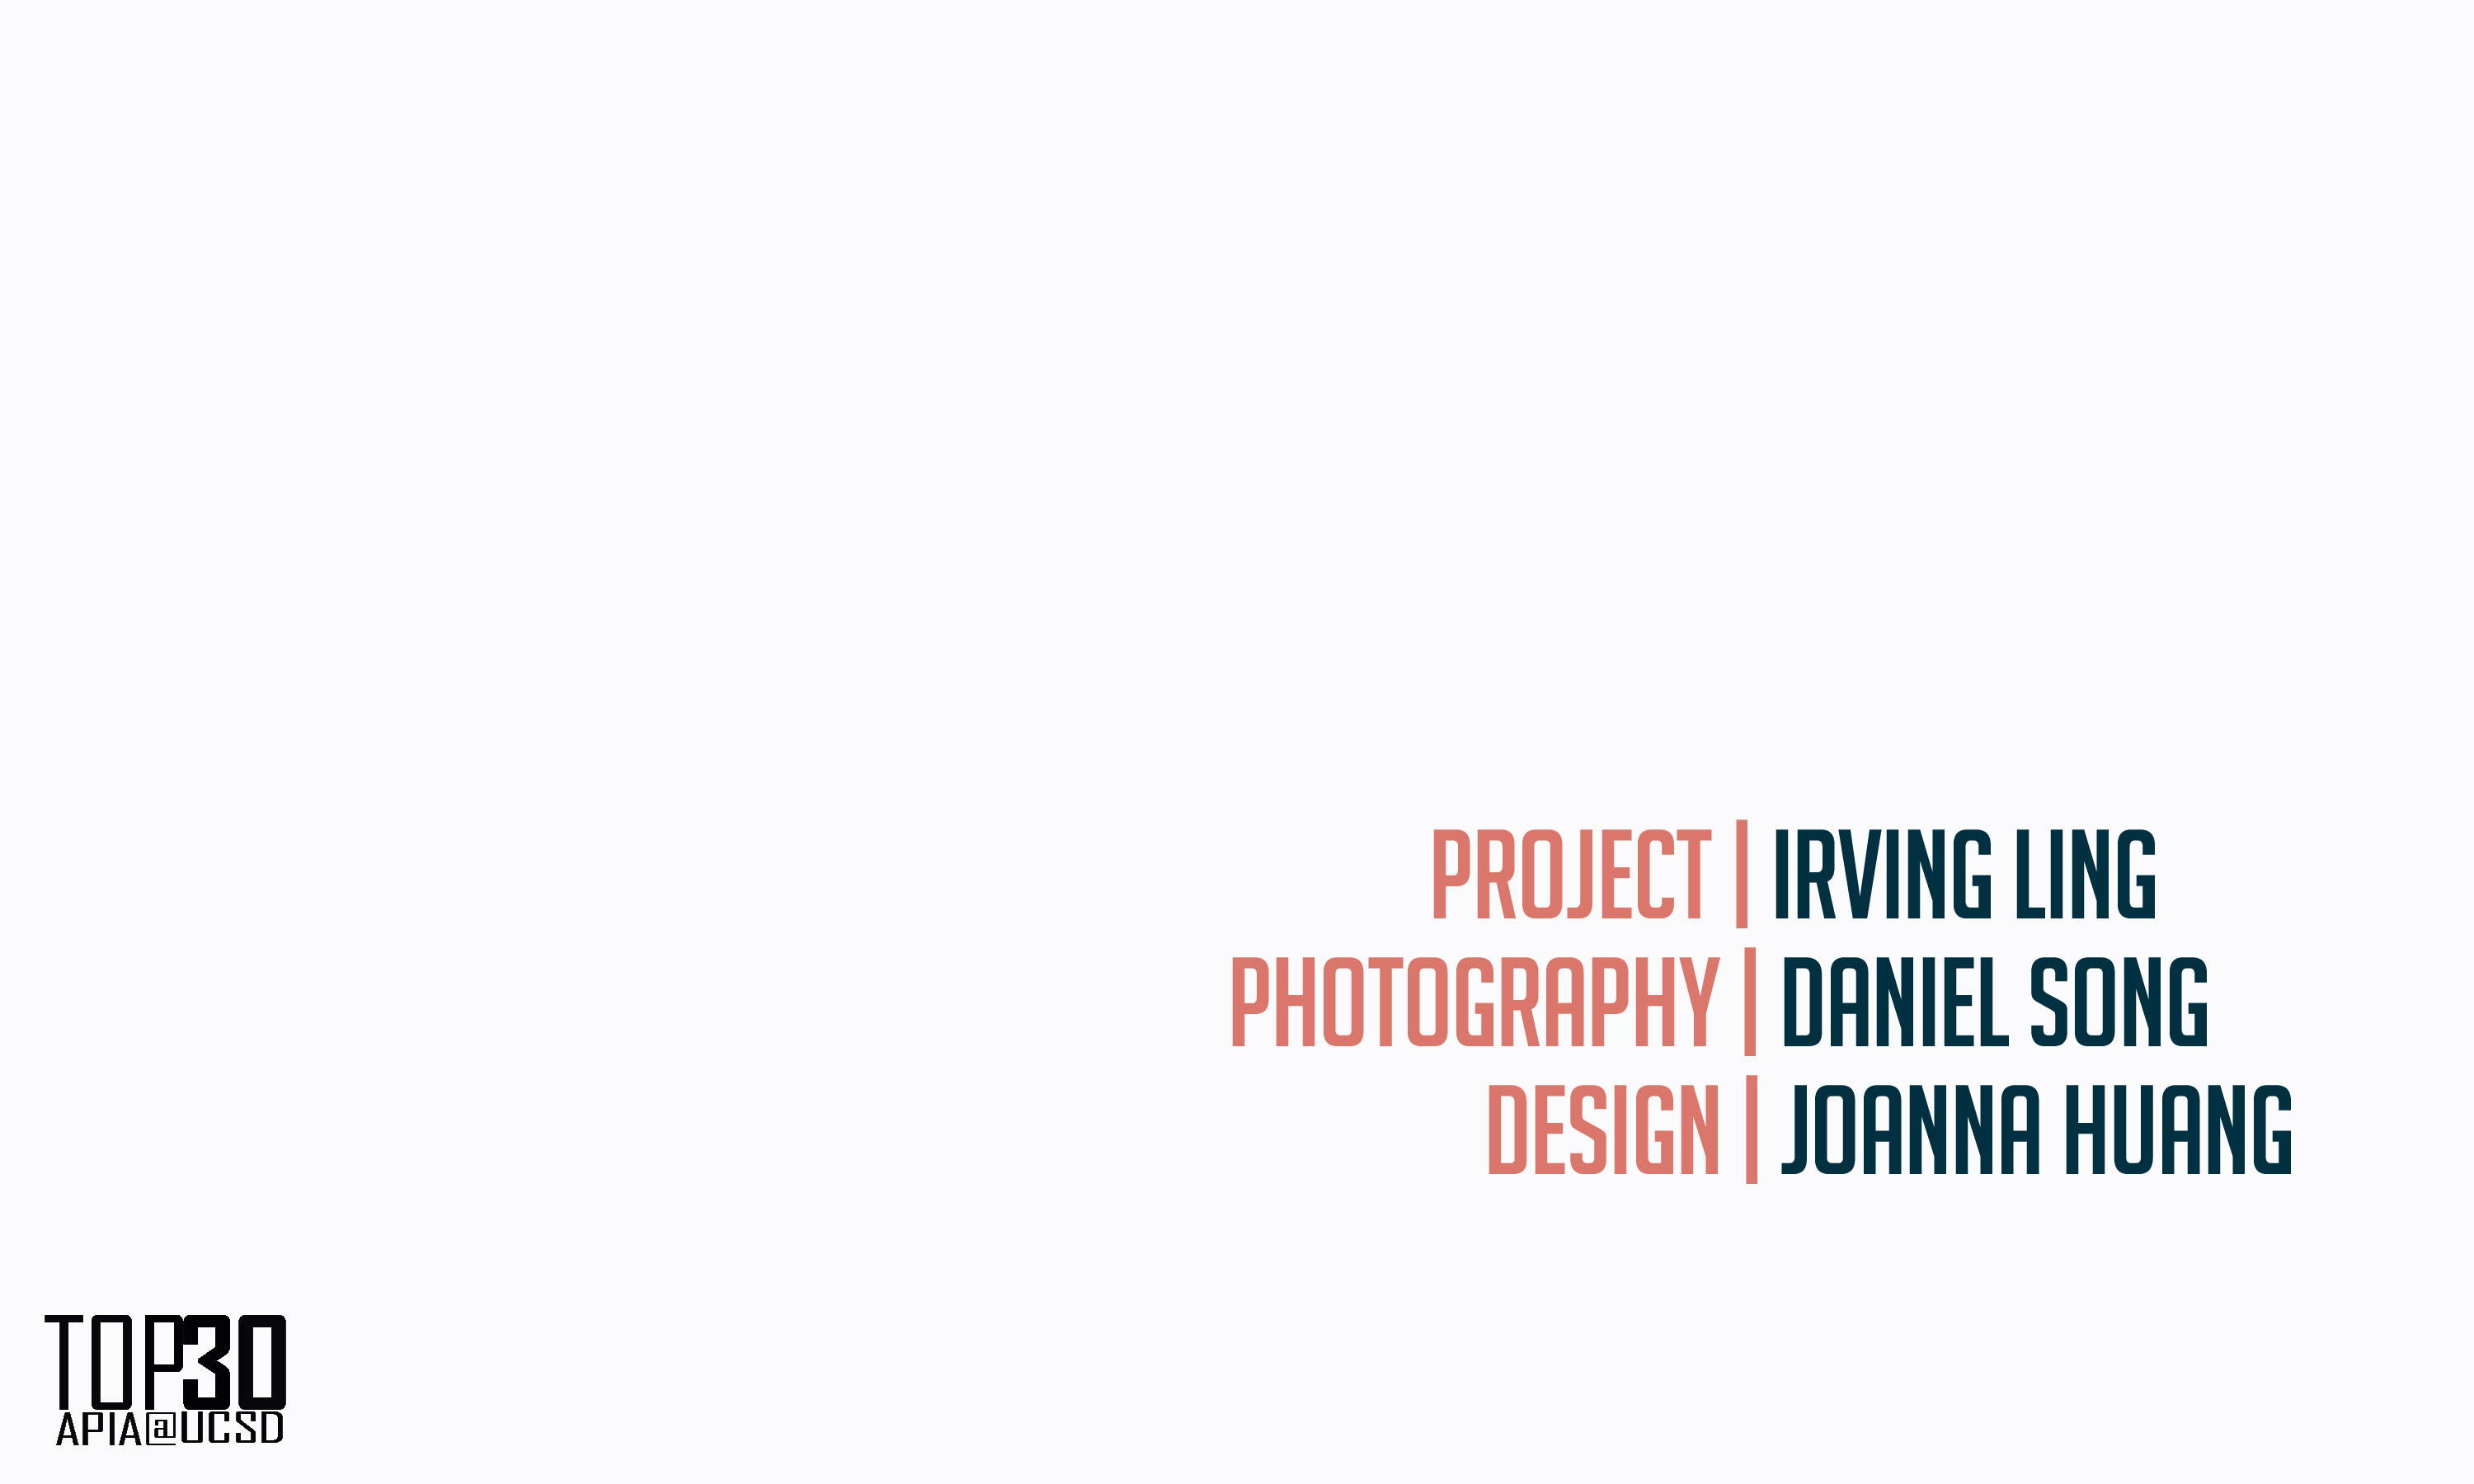 PROJECT | IRVING LING
PHOTOGRAPHY | DANIEL SONG
DESIGN | JOANNA HUANG
TOP30
APIA@UCSD